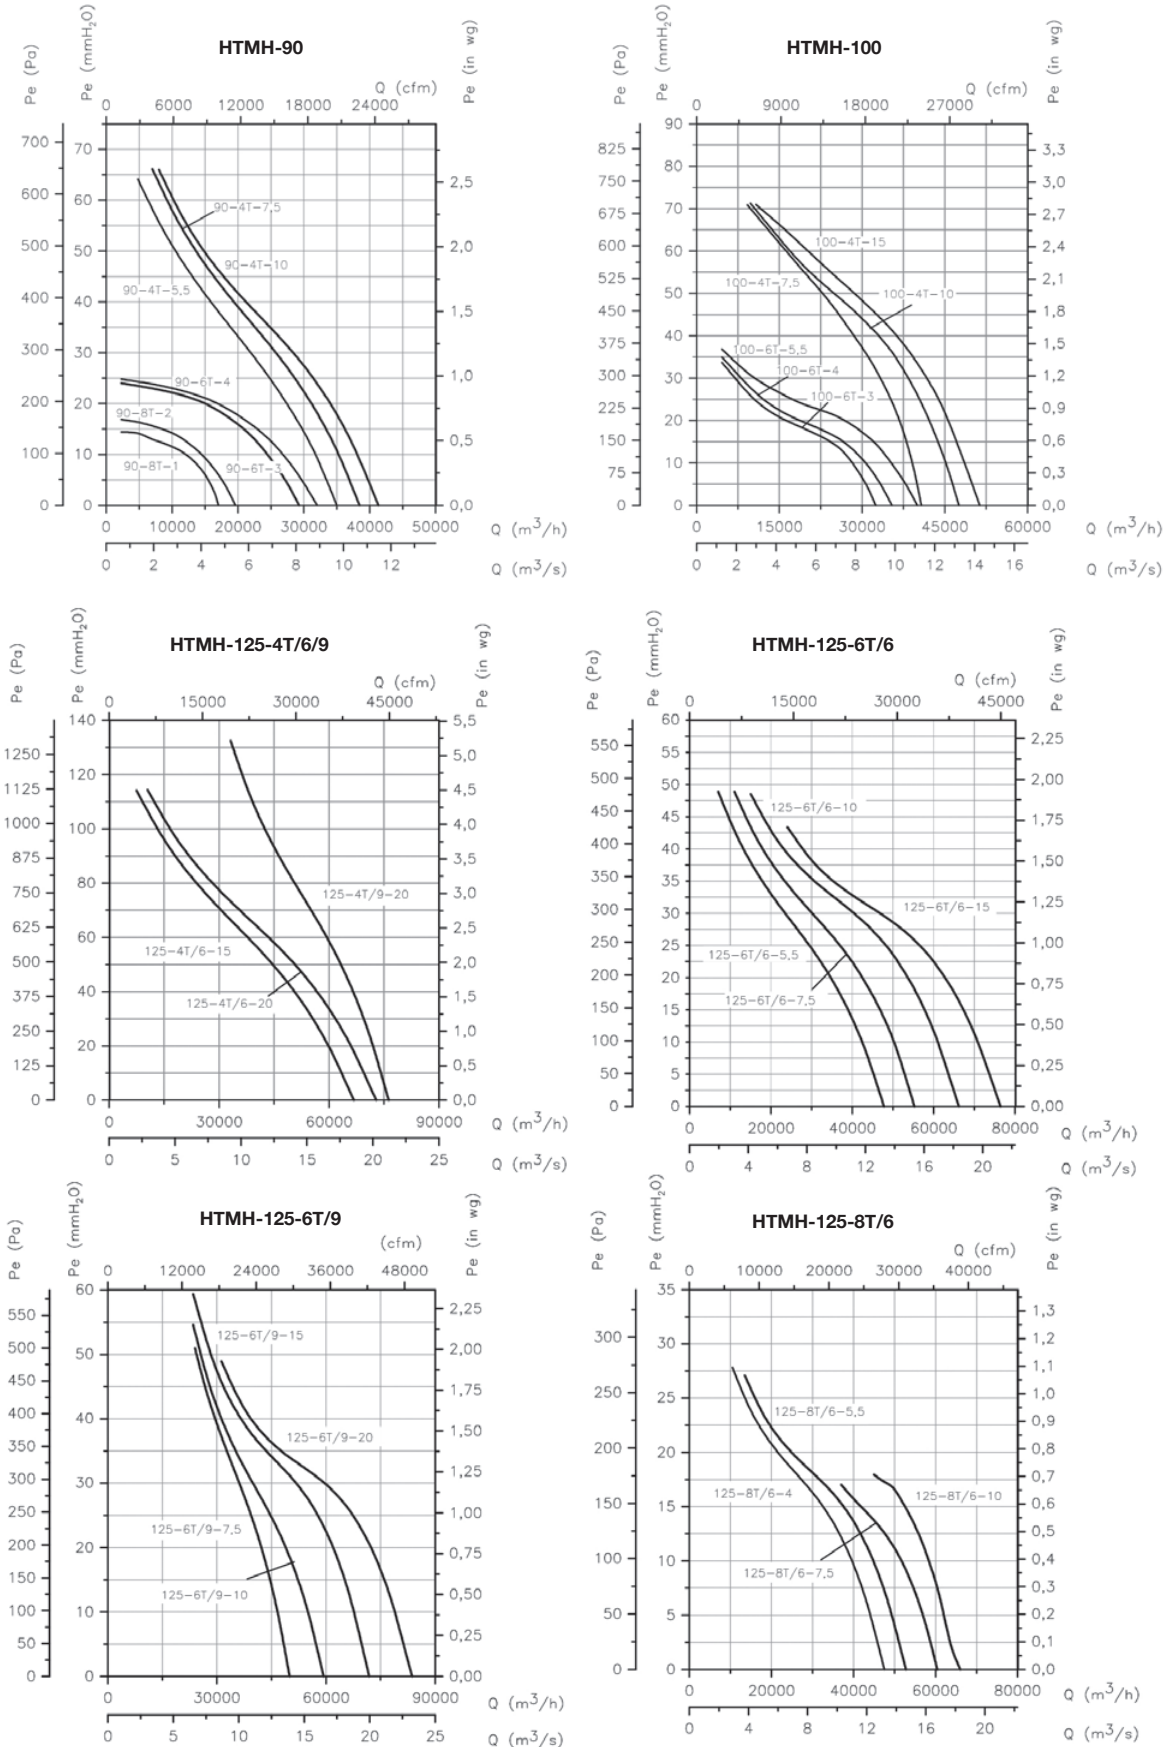 HTMH-90
Pe (Pa)
Pe (mmH2O)
Pe (in wg)
Q (cfm)
0 6000 12000 18000 24000
700 600 500 400 300 200 100 0
70 60 50 40 30 20 10 0
2,5 2,0 1,5 1,0 0,5 0,0
90-4T-7,5
90-4T-10
90-4T-5,5
90-6T-4
90-8T-2
90-8T-1
90-6T-3
0 10000 20000 30000 40000 50000 Q (m³/h)
0 2 4 6 8 10 12 Q (m³/s)
HTMH-100
Pe (Pa)
Pe (mmH2O)
Pe (in wg)
Q (cfm)
0 9000 18000 27000
825 750 675 600 525 450 375 300 225 150 75 0
90 80 70 60 50 40 30 20 10 0
3,3 3,0 2,7 2,4 2,1 1,8 1,5 1,2 0,9 0,6 0,3 0,0
100-4T-15
100-4T-7,5
100-4T-10
100-6T-5,5
100-6T-4
100-6T-3
0 15000 30000 45000 60000 Q (m³/h)
0 2 4 6 8 10 12 14 16 Q (m³/s)
HTMH-125-4T/6/9
Pe (Pa)
Pe (mmH2O)
Pe (in wg)
Q (cfm)
0 15000 30000 45000
1250 1125 1000 875 750 625 500 375 250 125 0
140 120 100 80 60 40 20 0
5,5 5,0 4,5 4,0 3,5 3,0 2,5 2,0 1,5 1,0 0,5 0,0
125-4T/9-20
125-4T/6-15
125-4T/6-20
0 30000 60000 90000 Q (m³/h)
0 5 10 15 20 25 Q (m³/s)
HTMH-125-6T/6
Pe (Pa)
Pe (mmH2O)
Pe (in wg)
Q (cfm)
0 15000 30000 45000
550 500 450 400 350 300 250 200 150 100 50 0
60 55 50 45 40 35 30 25 20 15 10 5 0
2,25 2,00 1,75 1,50 1,25 1,00 0,75 0,50 0,25 0,00
125-6T/6-10
125-6T/6-15
125-6T/6-5,5
125-6T/6-7,5
0 20000 40000 60000 80000 Q (m³/h)
0 4 8 12 16 20 Q (m³/s)
HTMH-125-6T/9
Pe (Pa)
Pe (mmH2O)
Pe (in wg)
(cfm)
0 12000 24000 36000 48000
550 500 450 400 350 300 250 200 150 100 50 0
60 50 40 30 20 10 0
2,25 2,00 1,75 1,50 1,25 1,00 0,75 0,50 0,25 0,00
125-6T/9-15
125-6T/9-20
125-6T/9-7,5
125-6T/9-10
0 30000 60000 90000 Q (m³/h)
0 5 10 15 20 25 Q (m³/s)
HTMH-125-8T/6
Pe (Pa)
Pe (mmH2O)
Pe (in wg)
Q (cfm)
0 10000 20000 30000 40000
300 250 200 150 100 50 0
35 30 25 20 15 10 5 0
1,3 1,2 1,1 1,0 0,9 0,8 0,7 0,6 0,5 0,4 0,3 0,2 0,1 0,0
125-8T/6-5,5
125-8T/6-4
125-8T/6-10
125-8T/6-7,5
0 20000 40000 60000 80000 Q (m³/h)
0 4 8 12 16 20 Q (m³/s)